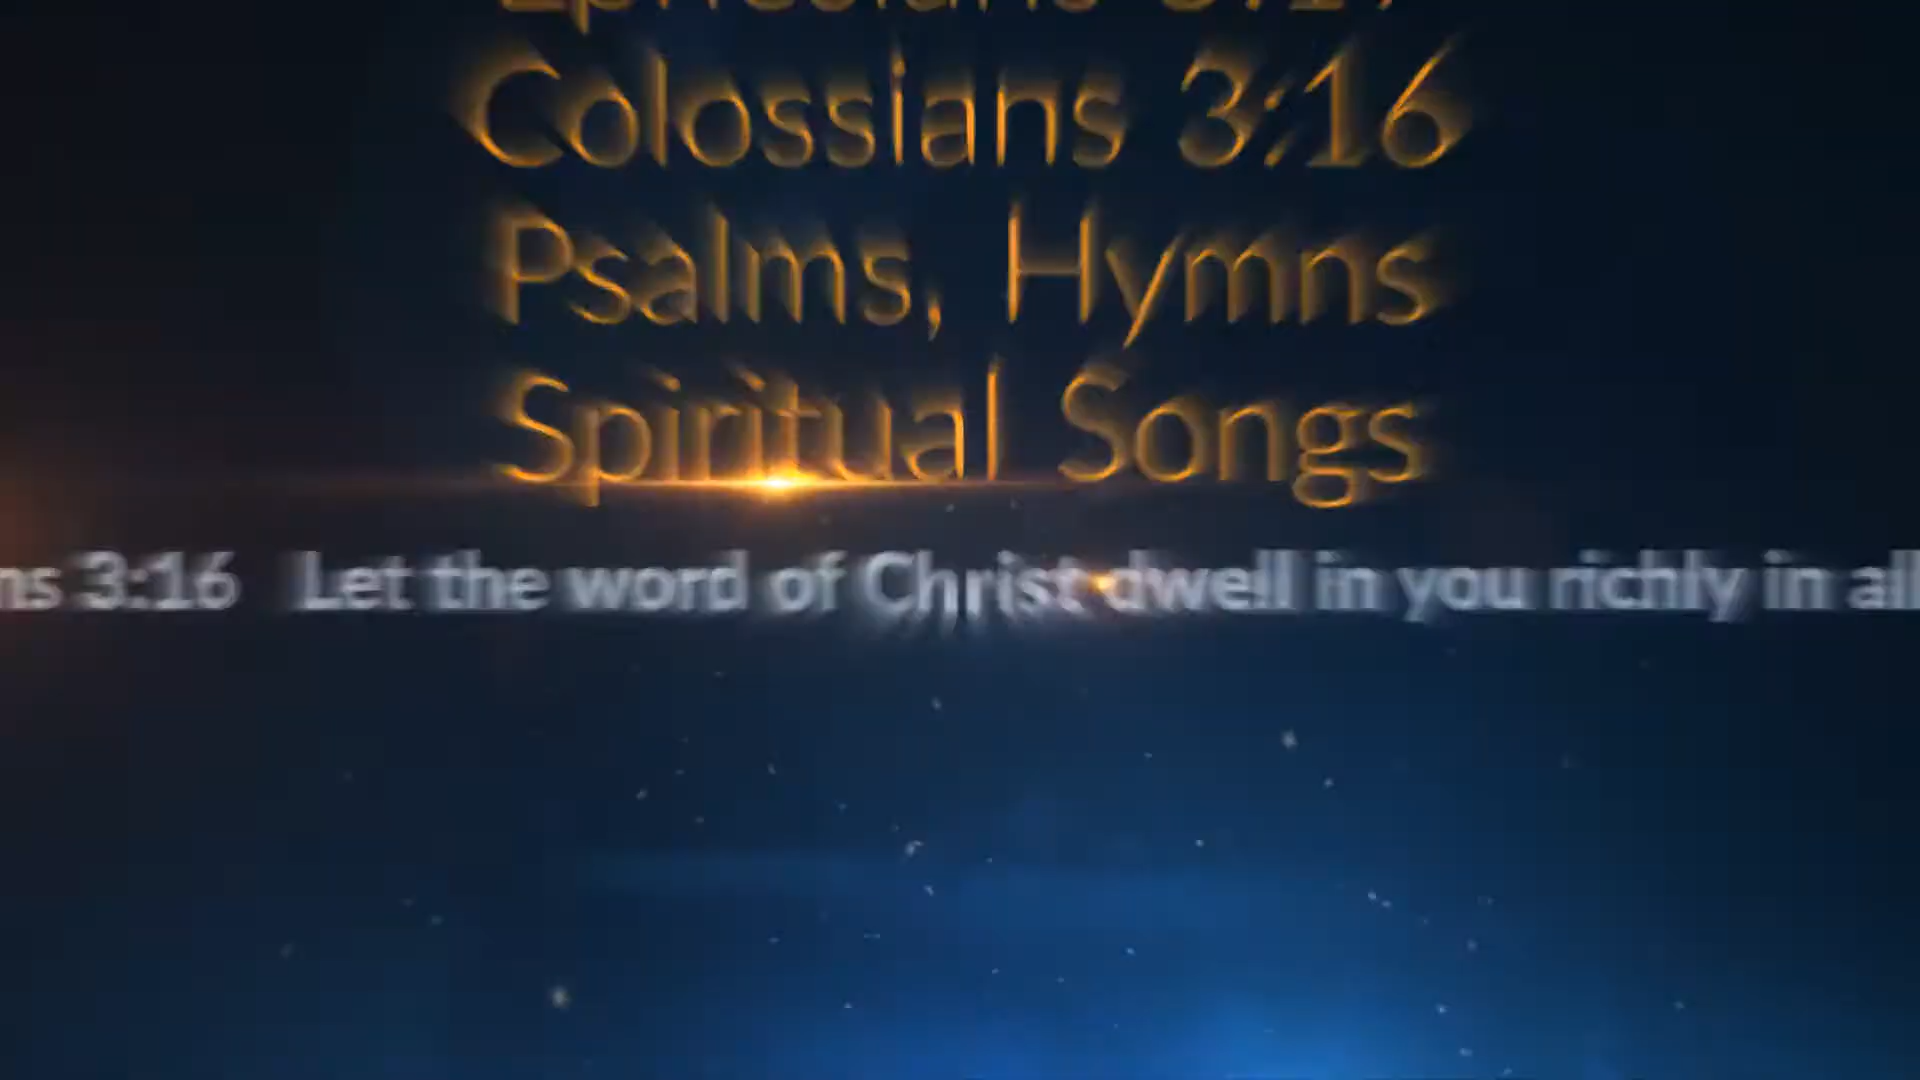 Colossians 3:16
Psalms, Hymns
Spiritual Songs
3:16 Let the word of Christ dwell in you richly in all